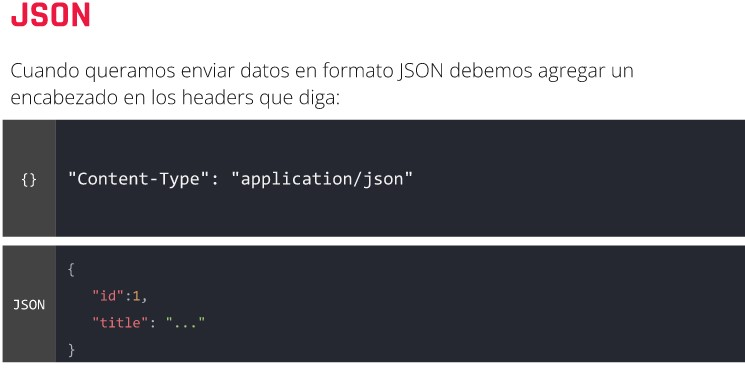 JSON
Cuando queramos enviar datos en formato JSON debemos agregar un
encabezado en los headers que diga:
{} "Content-Type": "application/json"
{
"id":1,
JSON
"title": "..."
}